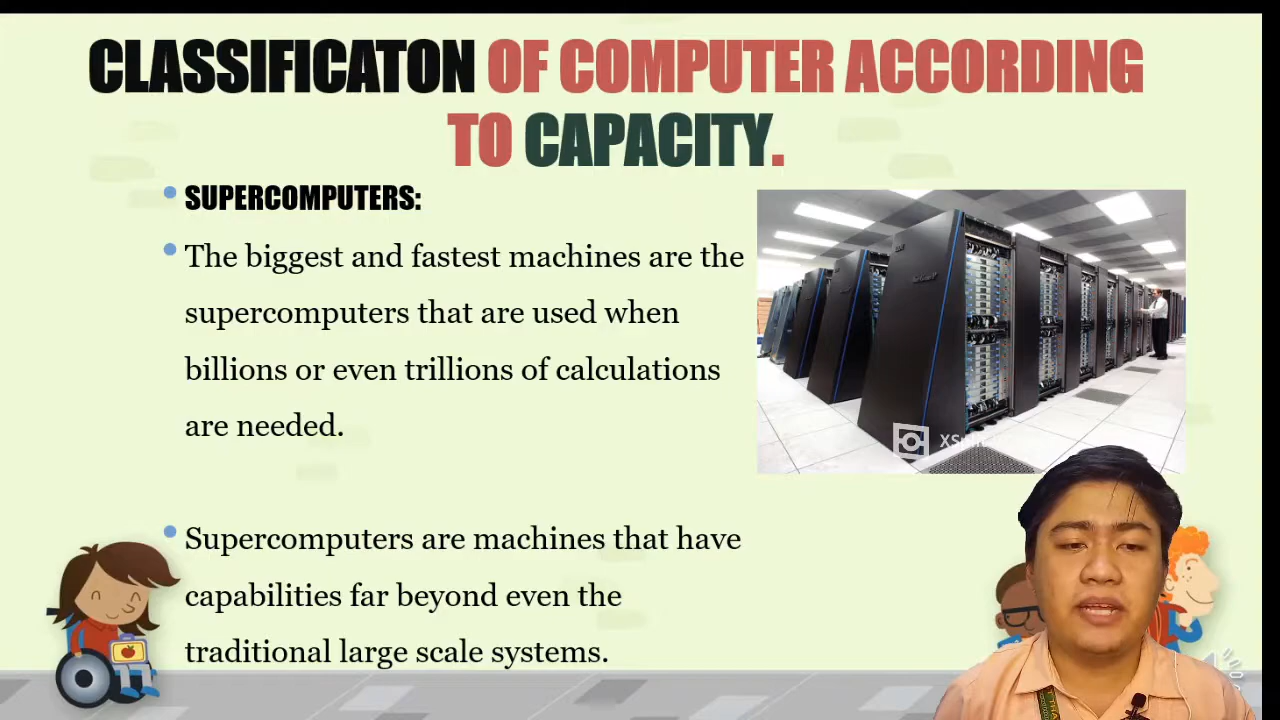 CLASSIFICATON OF COMPUTER ACCORDING
TO CAPACITY.
SUPERCOMPUTERS:
The biggest and fastest machines are the
supercomputers that are used when
billions or even trillions of calculations
are needed.
Supercomputers are machines that have
capabilities far beyond even the
traditional large scale systems.